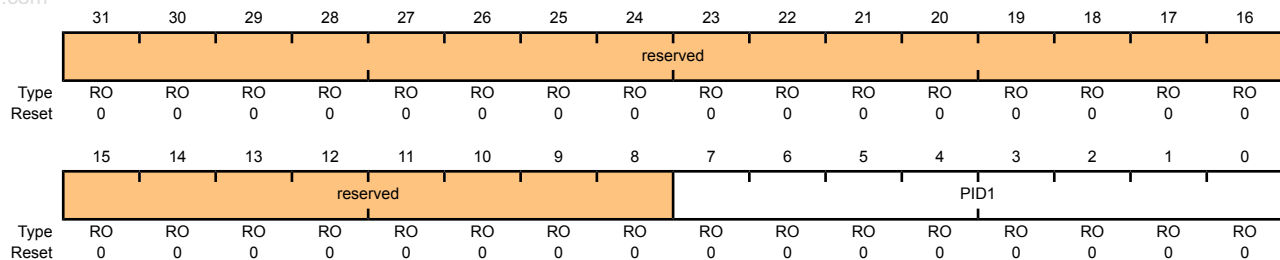 .com
31 30 29 28 27 26 25 24 23 22 21 20 19 18 17 16
reserved
Type RO RO RO RO RO RO RO RO RO RO RO RO RO RO RO RO
Reset 0 0 0 0 0 0 0 0 0 0 0 0 0 0 0 0
15 14 13 12 11 10 9 8 7 6 5 4 3 2 1 0
reserved PID1
Type RO RO RO RO RO RO RO RO RO RO RO RO RO RO RO RO
Reset 0 0 0 0 0 0 0 0 0 0 0 0 0 0 0 0